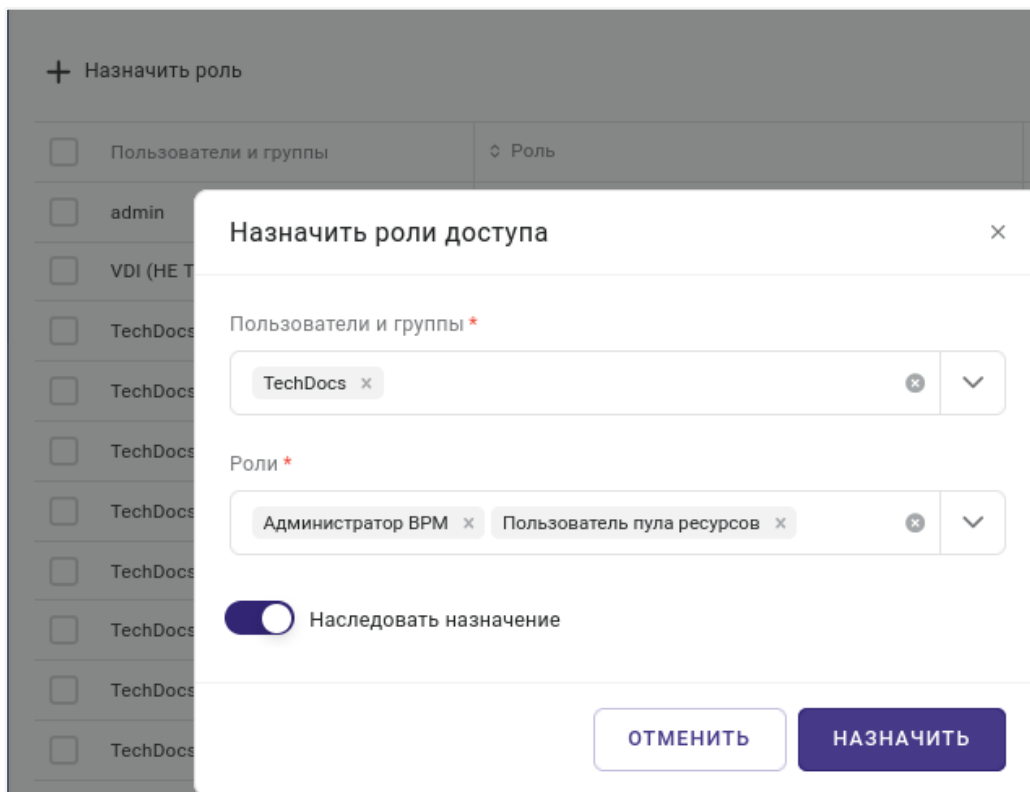 + Назначить роль
Пользователи и группы Роль
admin
VDI (НЕ Т
TechDocs
TechDocs
TechDocs
TechDocs
TechDocs
TechDocs
TechDocs
TechDocs
Назначить роли доступа ×
Пользователи и группы *
TechDocs ×
Роли *
Администратор ВРМ × Пользователь пула ресурсов ×
Наследовать назначение
ОТМЕНИТЬ НАЗНАЧИТЬ